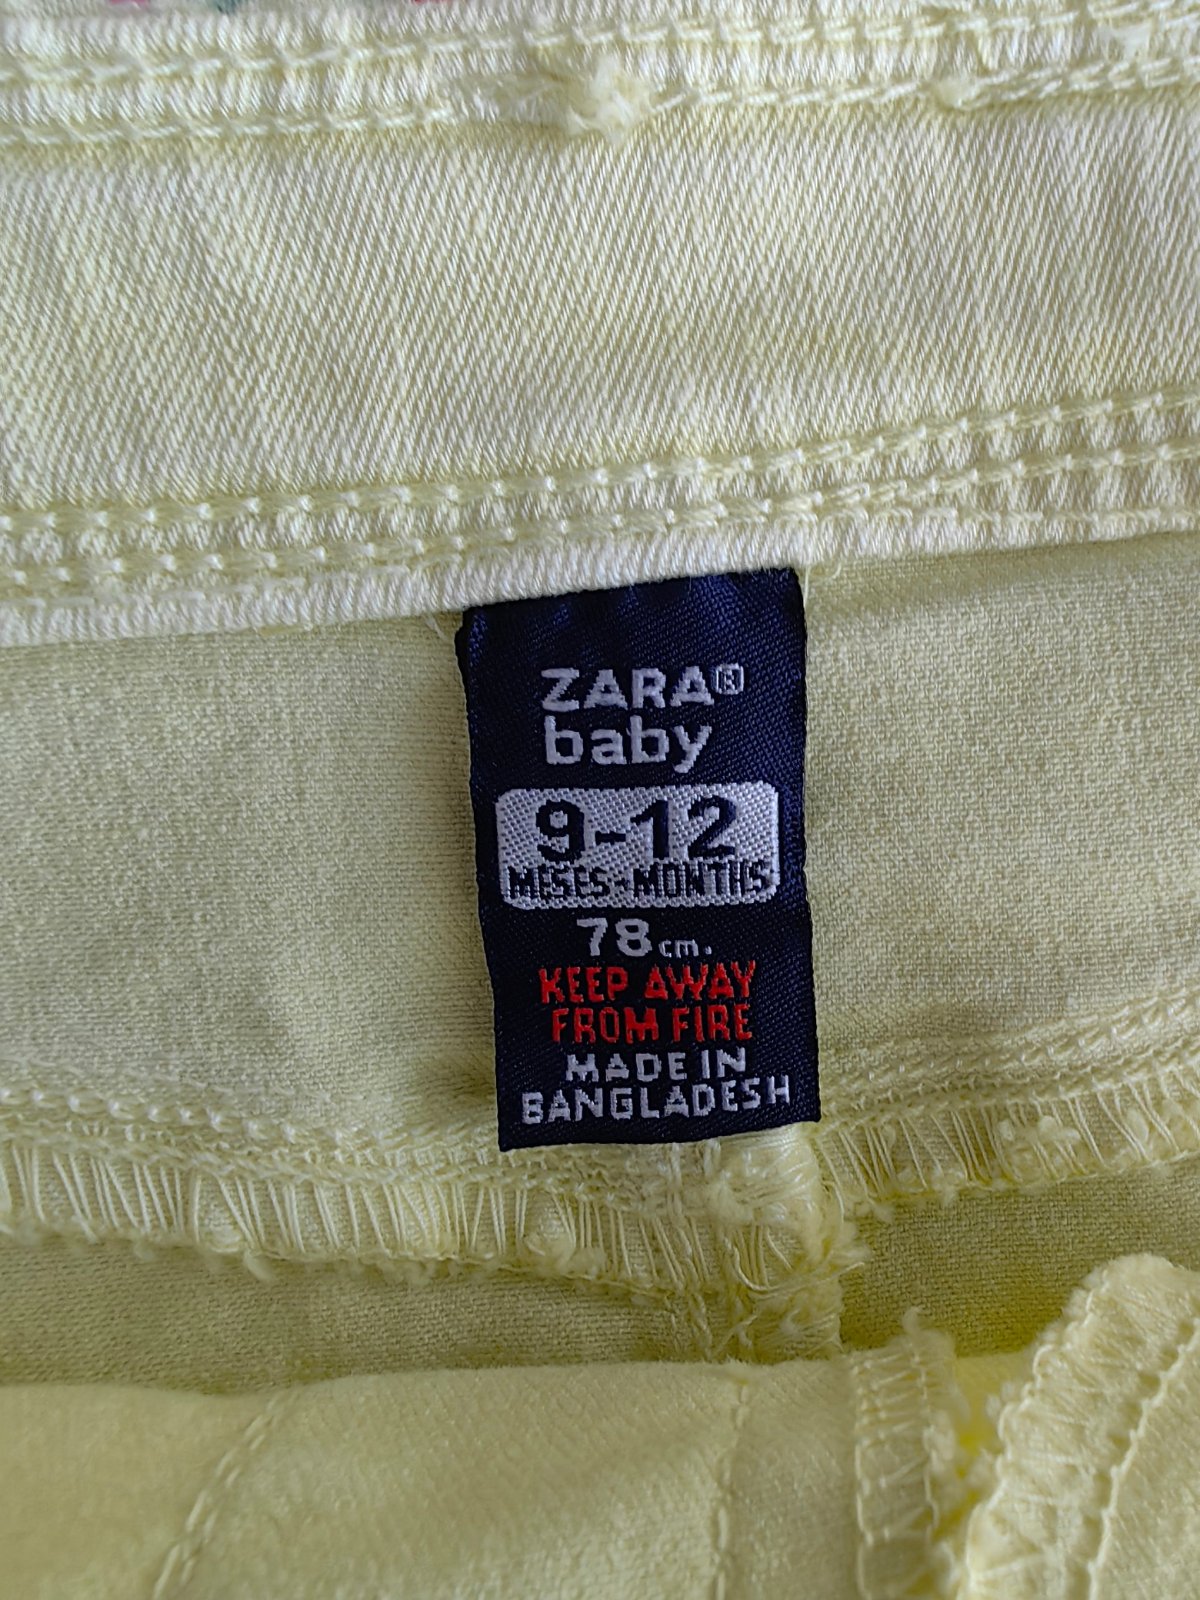 ZARA®
baby
9-12
MESES-MONTHS
78 cm.
KEEP AWAY
FROM FIRE
MADE IN
BANGLADESH